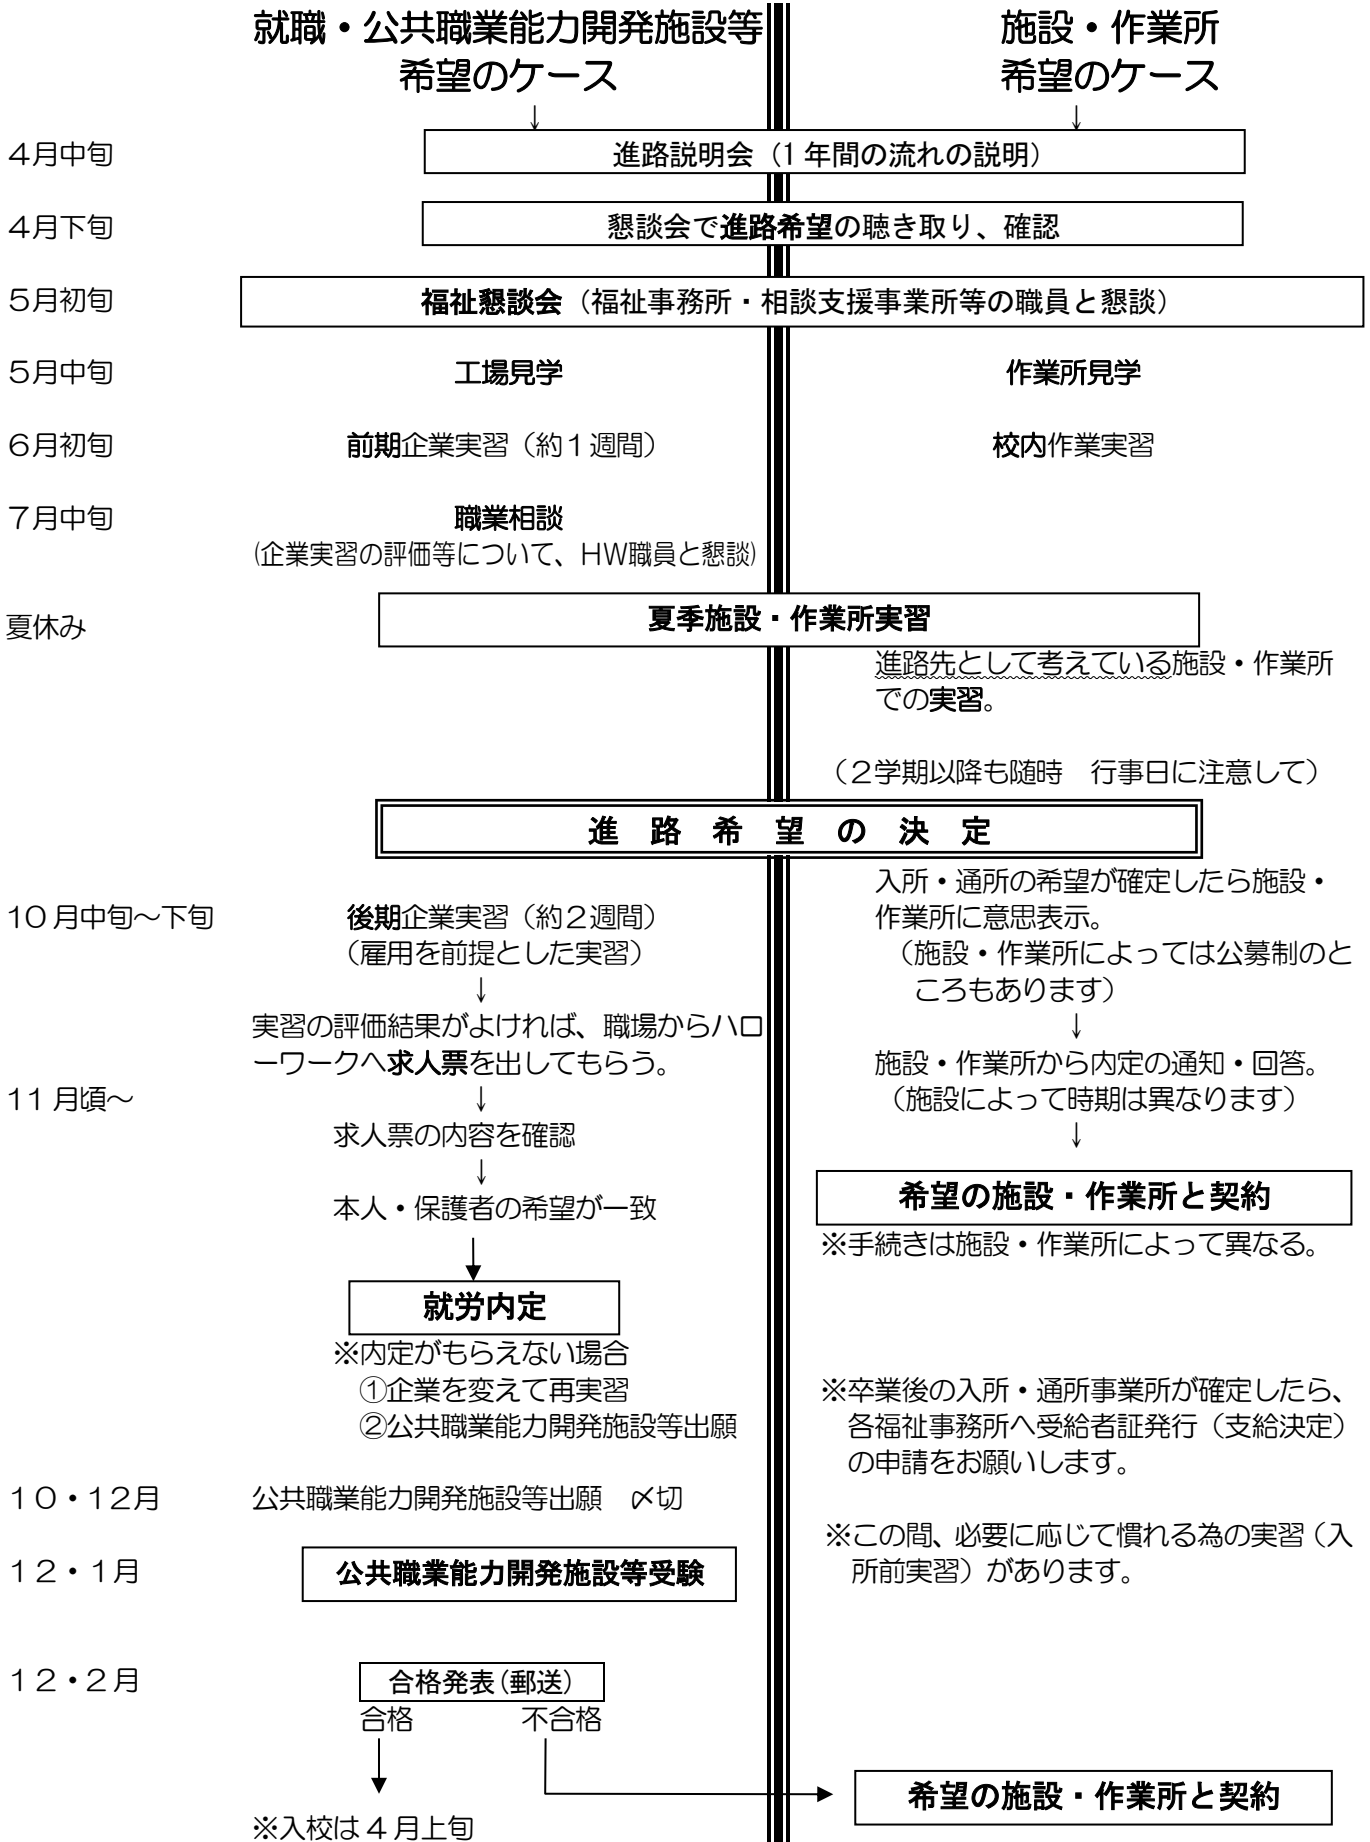 就職・公共職業能力開発施設等
希望のケース
施設・作業所
希望のケース
↓
↓
４月中旬
進路説明会（1年間の流れの説明）
４月下旬
懇談会で進路希望の聴き取り、確認
５月初旬
福祉懇談会（福祉事務所・相談支援事業所等の職員と懇談）
５月中旬
工場見学
作業所見学
６月初旬
前期企業実習（約１週間）
校内作業実習
７月中旬
職業相談
(企業実習の評価等について、HW職員と懇談)
夏休み
夏季施設・作業所実習
進路先として考えている施設・作業所
での実習。
（２学期以降も随時　行事日に注意して）
進　路　希　望　の　決　定
10月中旬～下旬
後期企業実習（約２週間）
（雇用を前提とした実習）
↓
実習の評価結果がよければ、職場からハロ
ーワークへ求人票を出してもらう。
11月頃～
↓
求人票の内容を確認
↓
本人・保護者の希望が一致
就労内定
※内定がもらえない場合
①企業を変えて再実習
②公共職業能力開発施設等出願
入所・通所の希望が確定したら施設・
作業所に意思表示。
（施設・作業所によっては公募制のと
ころもあります）
↓
施設・作業所から内定の通知・回答。
（施設によって時期は異なります）
↓
希望の施設・作業所と契約
※手続きは施設・作業所によって異なる。
※卒業後の入所・通所事業所が確定したら、
各福祉事務所へ受給者証発行（支給決定）
の申請をお願いします。
※この間、必要に応じて慣れる為の実習（入
所前実習）があります。
１０・１２月
公共職業能力開発施設等出願　〆切
１２・１月
公共職業能力開発施設等受験
１２・２月
合格発表(郵送)
合格
不合格
希望の施設・作業所と契約
※入校は４月上旬